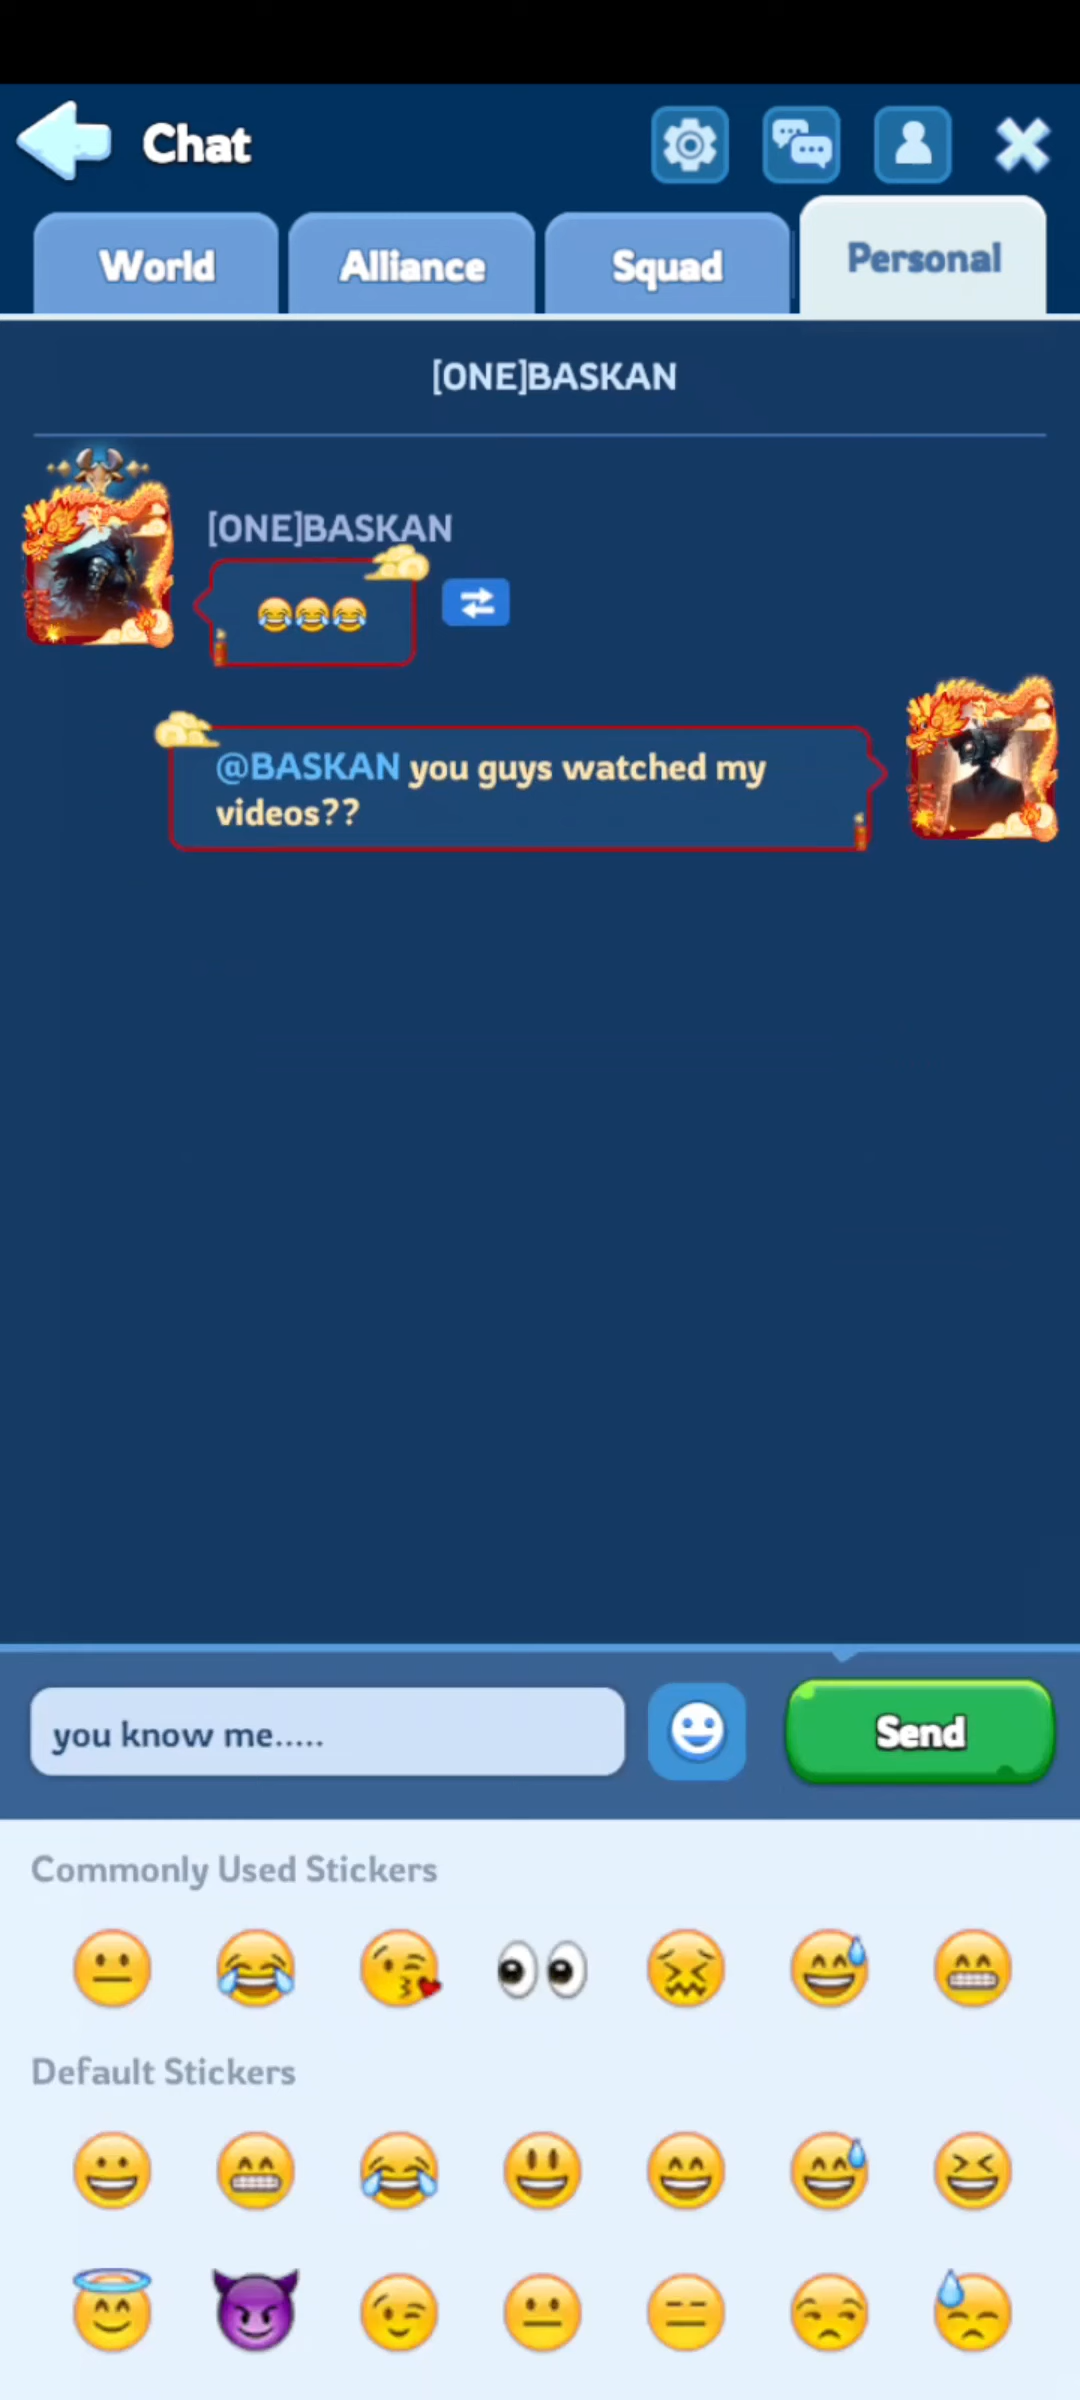 Chat
World
Alliance
Squad
Personal
[ONE]BASKAN
[ONE]BASKAN
😂😂😂
@BASKAN you guys watched my
videos??
you know me.....
Send
Commonly Used Stickers
Default Stickers